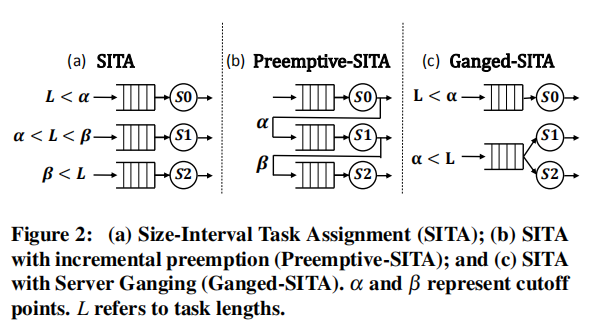 (a) SITA
L < α
S0
α < L < β
S1
β < L
S2
(b) Preemptive-SITA
S0
α
S1
β
S2
(c) Ganged-SITA
L < α
S0
α < L
S1
S2
Figure 2: (a) Size-Interval Task Assignment (SITA); (b) SITA
with incremental preemption (Preemptive-SITA); and (c) SITA
with Server Ganging (Ganged-SITA). α and β represent cutoff
points. L refers to task lengths.